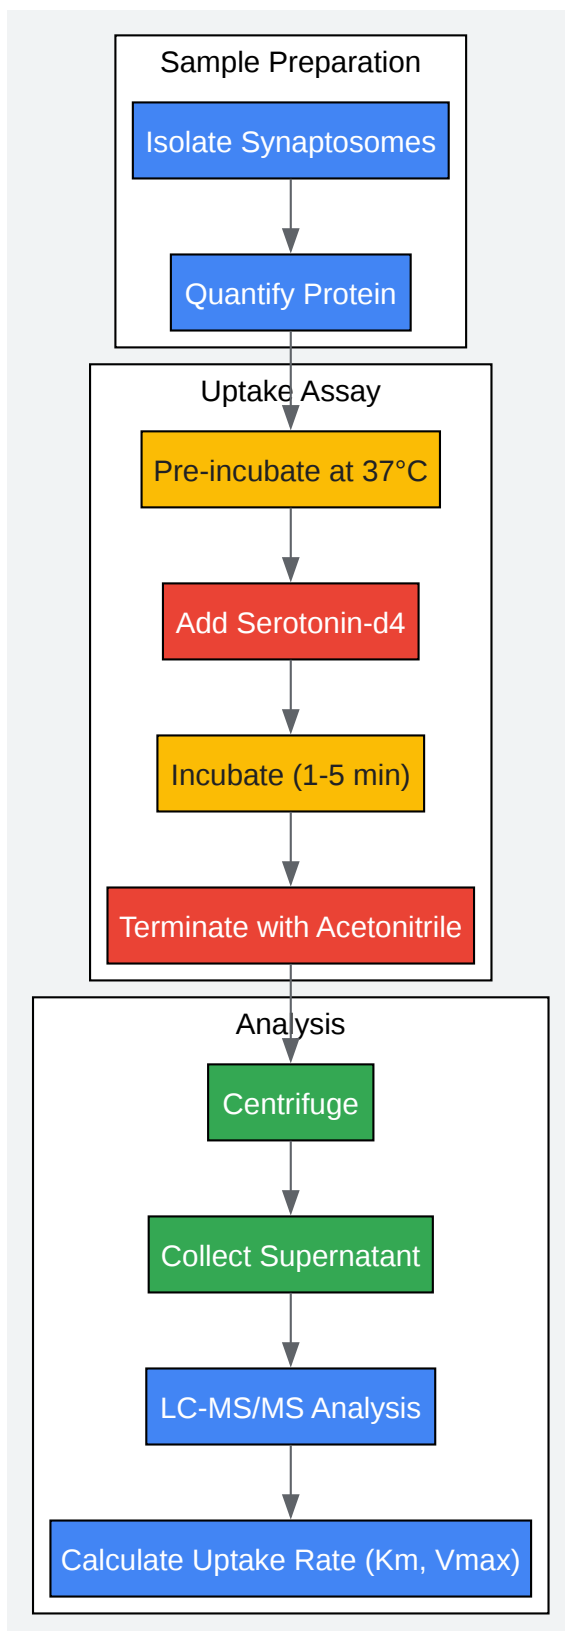 Sample Preparation
Isolate Synaptosomes
Quantify Protein
Uptake Assay
Pre-incubate at 37°C
Add Serotonin-d4
Incubate (1-5 min)
Terminate with Acetonitrile
Analysis
Centrifuge
Collect Supernatant
LC-MS/MS Analysis
Calculate Uptake Rate (Km, Vmax)